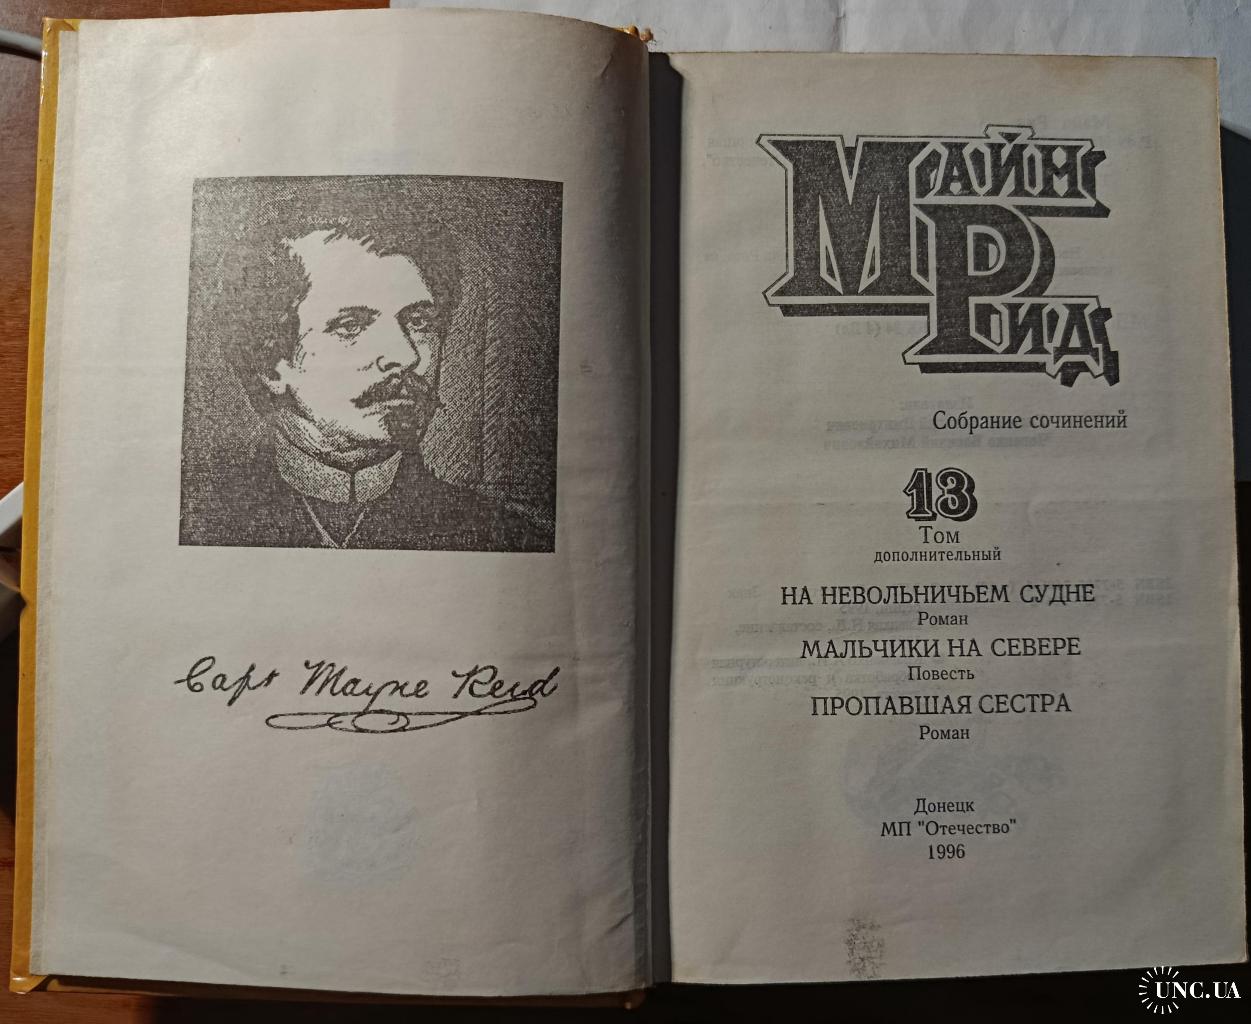 Capt Mayne Reid
МАЙН
РИД
Собрание сочинений
13
Том
дополнительный
НА НЕВОЛЬНИЧЬЕМ СУДНЕ
Роман
МАЛЬЧИКИ НА СЕВЕРЕ
Повесть
ПРОПАВШАЯ СЕСТРА
Роман
Донецк
МП "Отечество"
1996
UNC.UA